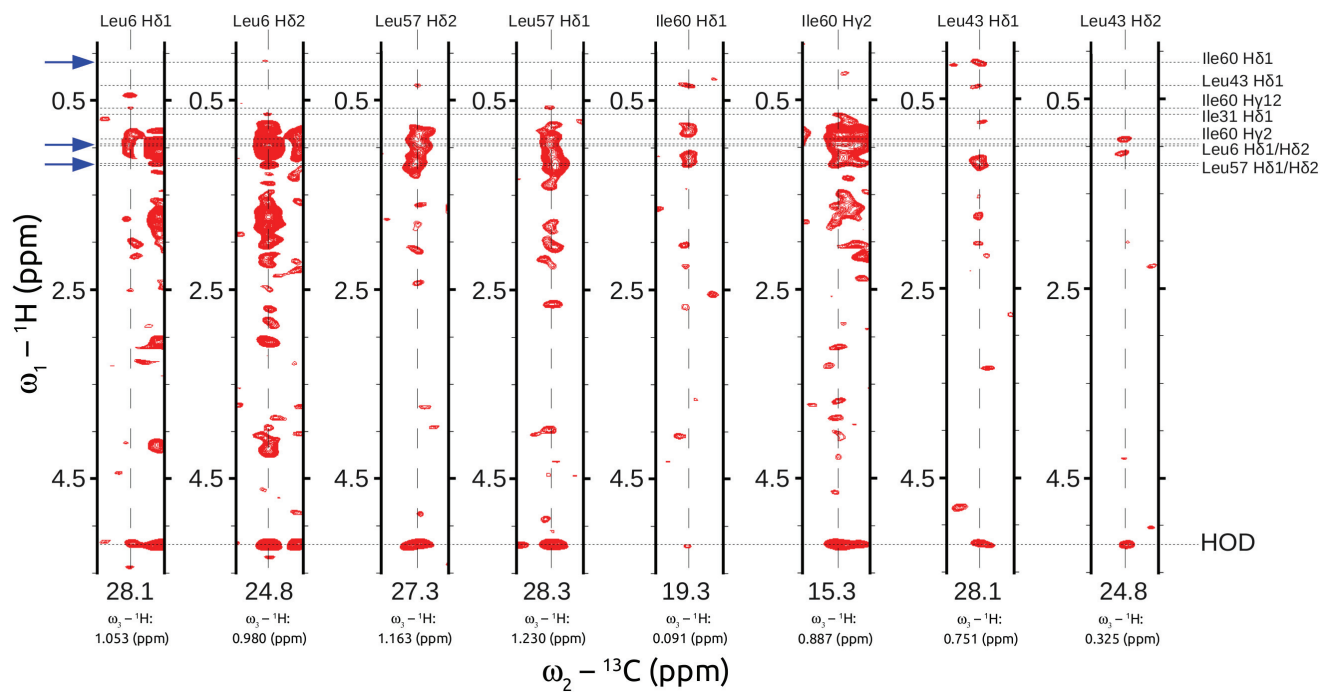 Leu6 Hδ1 Leu6 Hδ2 Leu57 Hδ2 Leu57 Hδ1 Ile60 Hδ1 Ile60 Hγ2 Leu43 Hδ1 Leu43 Hδ2
Ile60 Hδ1
Leu43 Hδ1
0.5 0.5 0.5 0.5 0.5 0.5 0.5 0.5
Ile60 Hγ12
Ile31 Hδ1
Ile60 Hγ2
Leu6 Hδ1/Hδ2
Leu57 Hδ1/Hδ2
ω1 – 1H (ppm)
2.5 2.5 2.5 2.5 2.5 2.5 2.5 2.5
4.5 4.5 4.5 4.5 4.5 4.5 4.5 4.5
HOD
28.1 24.8 27.3 28.3 19.3 15.3 28.1 24.8
ω3 – 1H: ω3 – 1H: ω3 – 1H: ω3 – 1H: ω3 – 1H: ω3 – 1H: ω3 – 1H: ω3 – 1H:
1.053 (ppm) 0.980 (ppm) 1.163 (ppm) 1.230 (ppm) 0.091 (ppm) 0.887 (ppm) 0.751 (ppm) 0.325 (ppm)
ω2 – 13C (ppm)